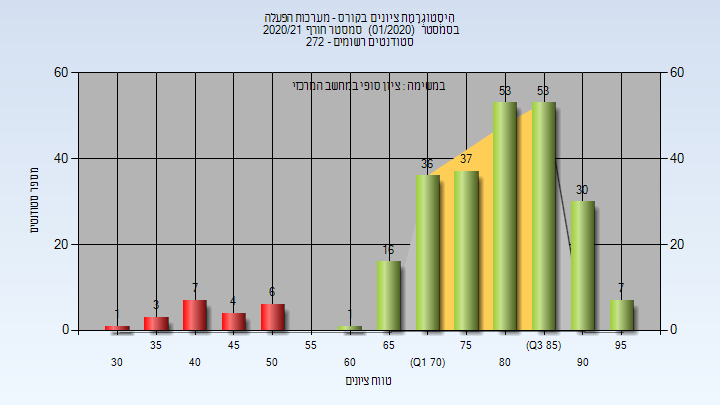 היסטוגרמת ציונים בקורס - מערכות הפעלה
בסמסטר (01/2020) סמסטר חורף 2020/21
סטודנטים רשומים - 272
במשימה : ציון סופי במחשב המרכזי
60 60
40 40
20 20
0 0
מספר סטודנטים
1 3 7 4 6 1 16 36 37 53 53 30 7
35 45 55 65 75 (Q3 85) 95
30 40 50 60 (Q1 70) 80 90
טווח ציונים